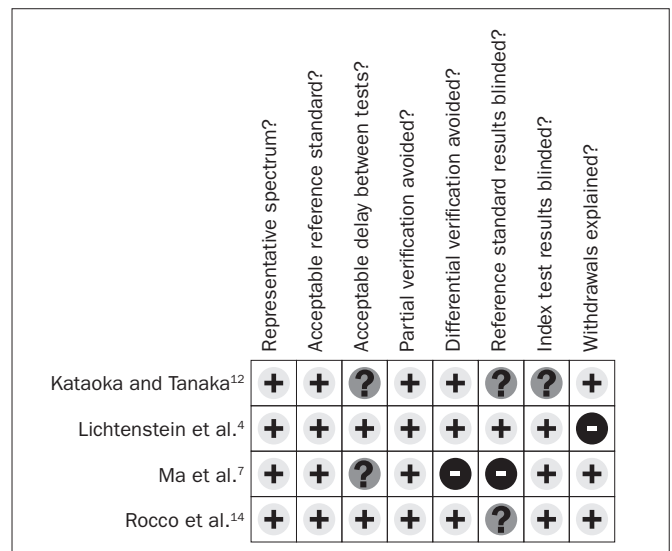 Representative spectrum?
Acceptable reference standard?
Acceptable delay between tests?
Partial verification avoided?
Differential verification avoided?
Reference standard results blinded?
Index test results blinded?
Withdrawals explained?
Kataoka and Tanaka¹² + + ? + + ? ? +
Lichtenstein et al.⁴ + + + + + + + -
Ma et al.⁷ + + ? + - - + +
Rocco et al.¹⁴ + + + + + ? + +